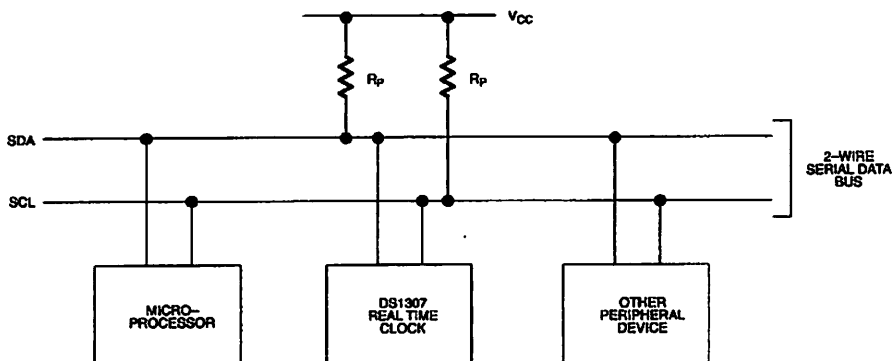 VCC
RP
RP
SDA
2-WIRE
SERIAL DATA
BUS
SCL
MICRO-
PROCESSOR
DS1307
REAL TIME
CLOCK
OTHER
PERIPHERAL
DEVICE